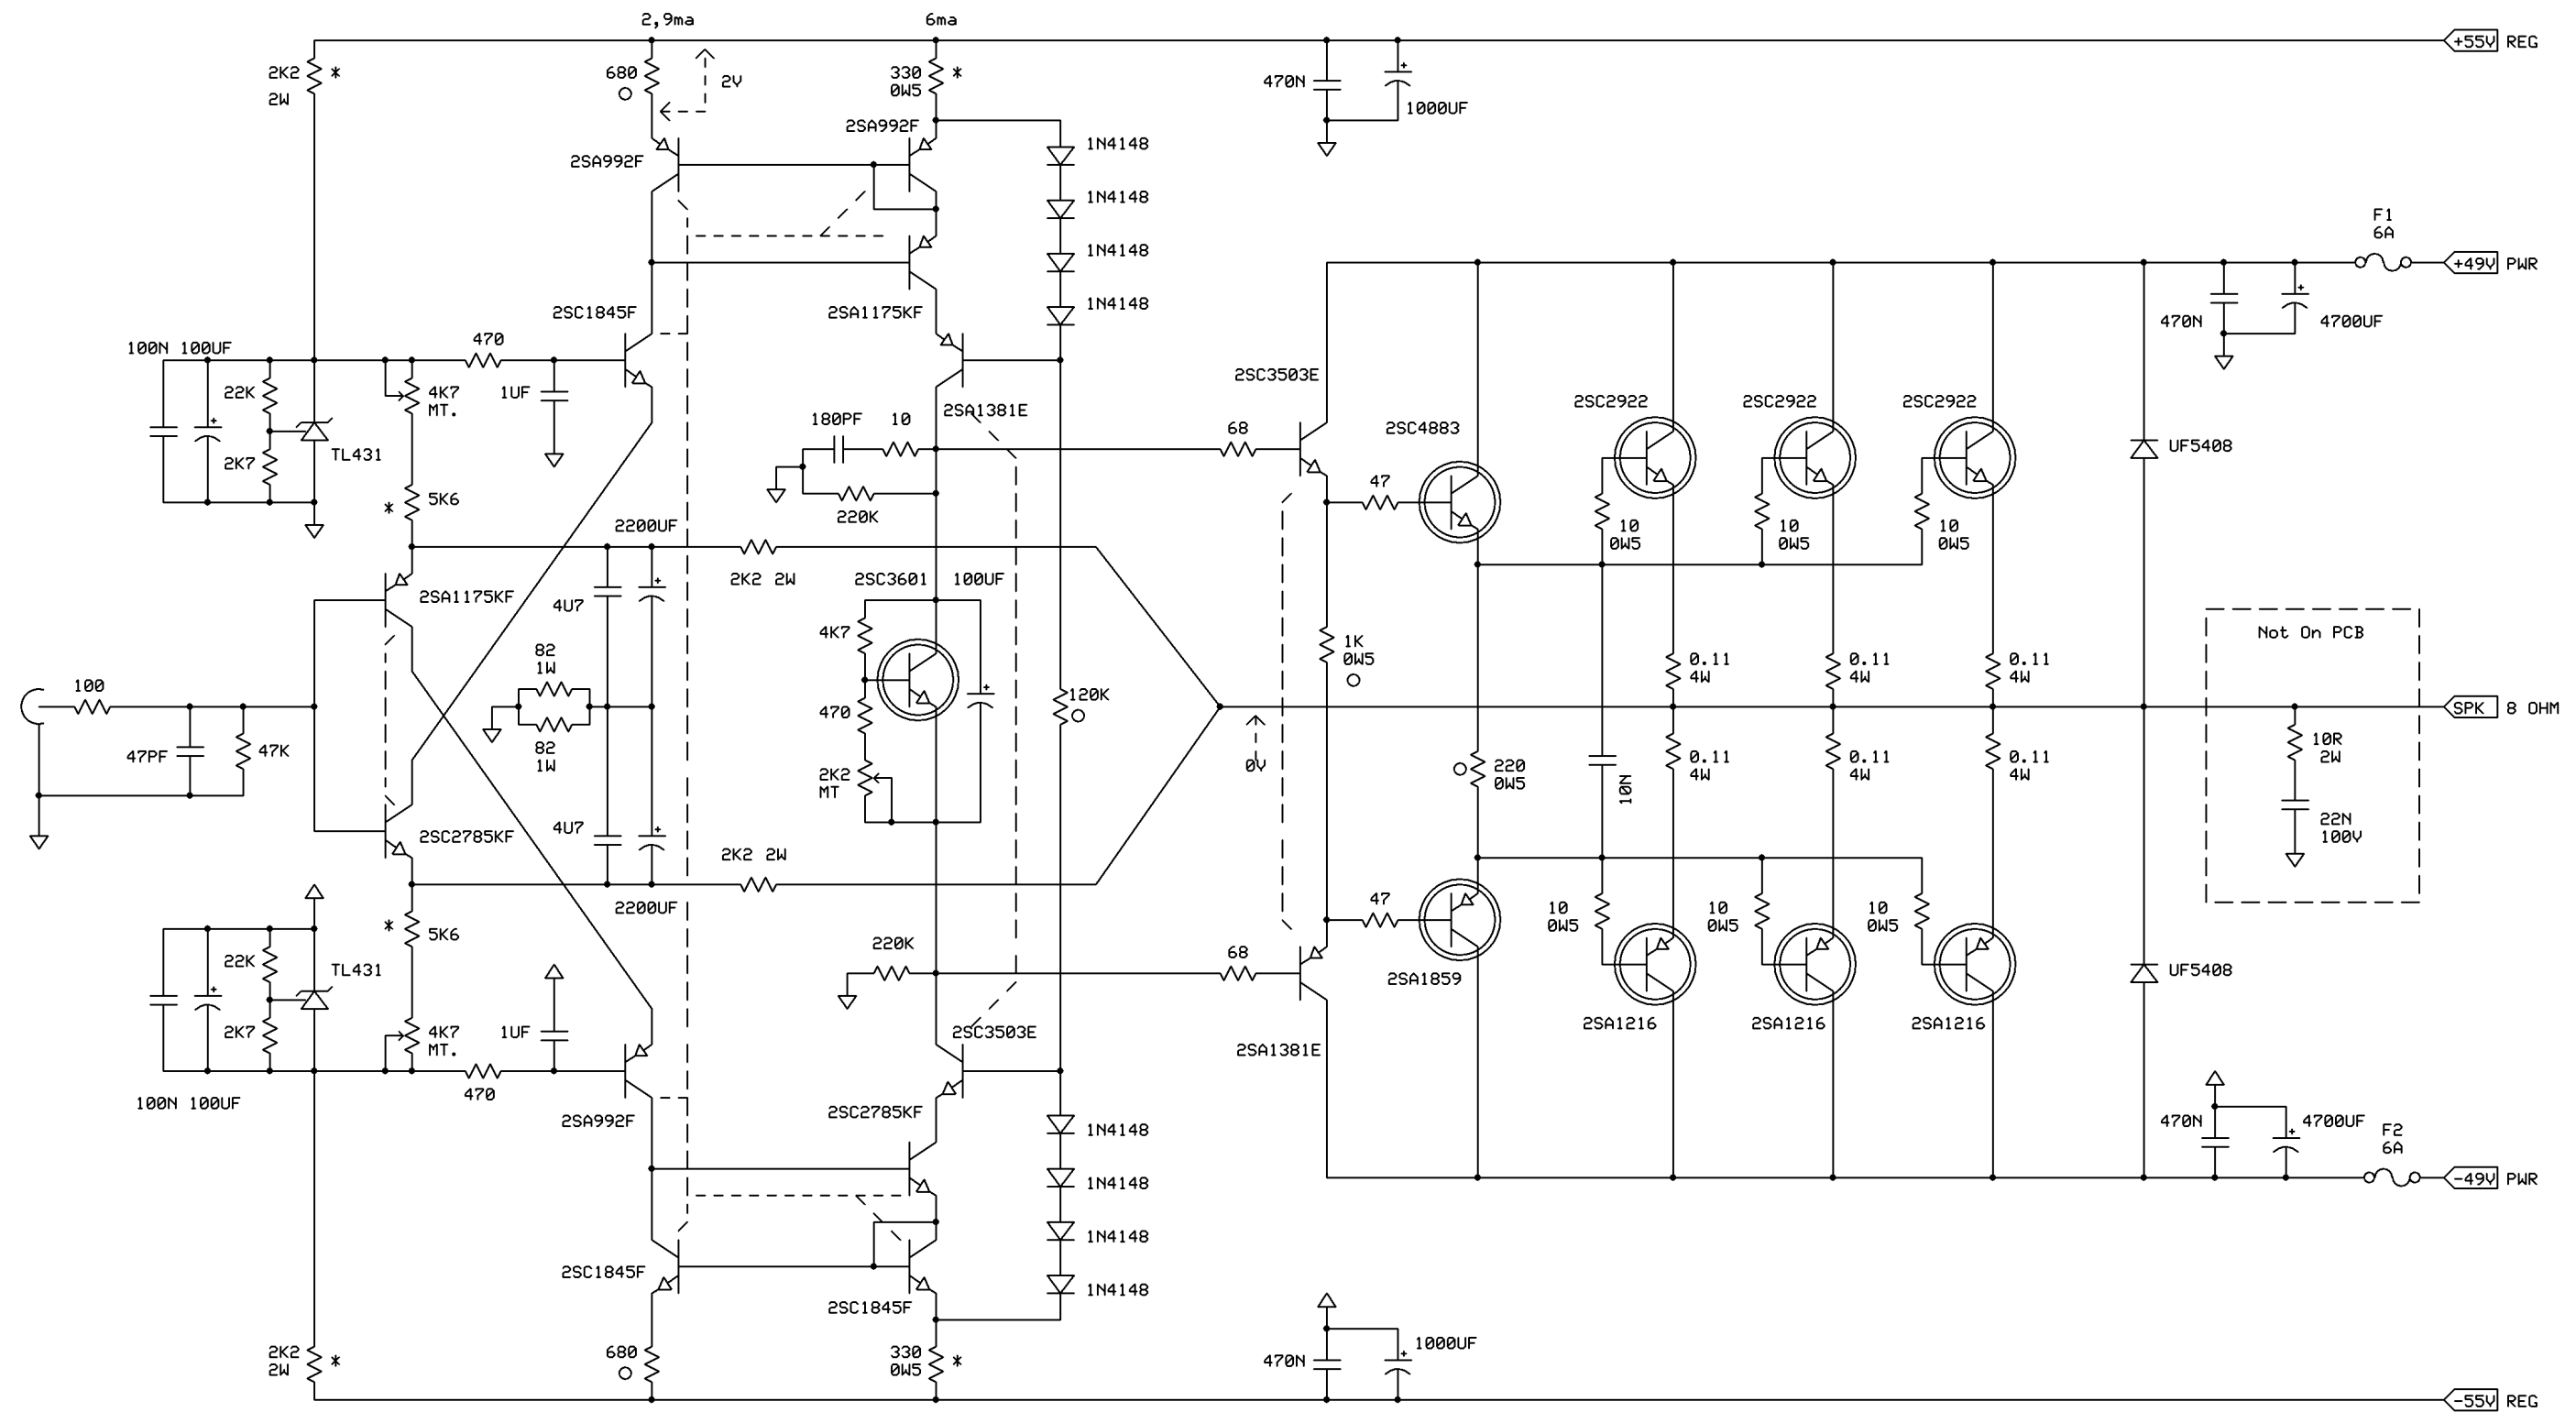 2,9ma
6ma
2K2
2W
*
680
2V
330
0W5
*
470N
1000UF
+55V
REG
2SA992F
2SA992F
1N4148
1N4148
1N4148
1N4148
F1
6A
+49V
PWR
2SC1845F
2SA1175KF
470N
4700UF
100N 100UF
470
22K
4K7
MT.
1UF
2K7
TL431
2SA1381E
180PF
10
220K
2SC3503E
68
2SC4883
47
2SC2922
2SC2922
2SC2922
10
0W5
10
0W5
10
0W5
UF5408
*
5K6
2200UF
2K2 2W
2SA1175KF
4U7
2SC3601
100UF
4K7
82
1W
82
1W
470
2K2
MT
120K
1K
0W5
0.11
4W
0.11
4W
0.11
4W
Not On PCB
100
47PF
47K
0V
220
0W5
10N
0.11
4W
0.11
4W
0.11
4W
10R
2W
22N
100V
SPK
8 OHM
2SC2785KF
4U7
2K2 2W
2200UF
*
5K6
22K
TL431
2K7
4K7
MT.
1UF
100N 100UF
470
220K
68
47
2SA1859
10
0W5
10
0W5
10
0W5
2SA1216
2SA1216
2SA1216
UF5408
2SC3503E
2SA1381E
2SA992F
2SC2785KF
1N4148
1N4148
1N4148
1N4148
470N
4700UF
F2
6A
-49V
PWR
2SC1845F
2SC1845F
2K2
2W
*
680
330
0W5
*
470N
1000UF
-55V
REG